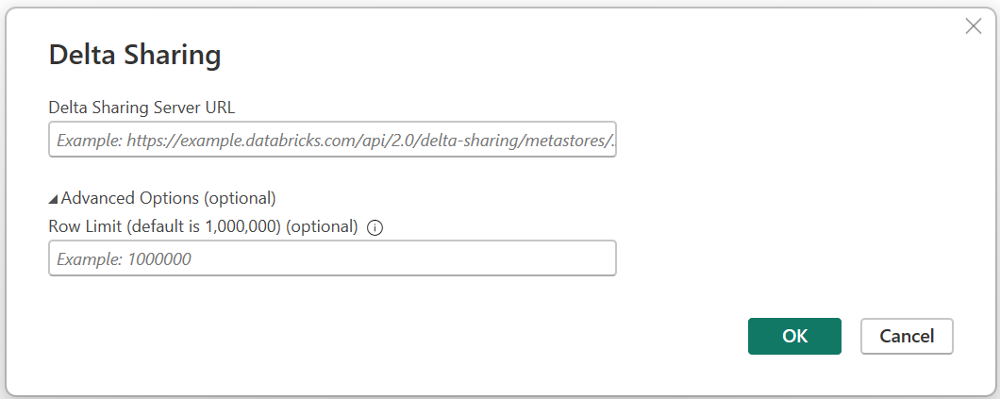 Delta Sharing
Delta Sharing Server URL
Example: https://example.databricks.com/api/2.0/delta-sharing/metastores/..
Advanced Options (optional)
Row Limit (default is 1,000,000) (optional)
Example: 1000000
OK
Cancel